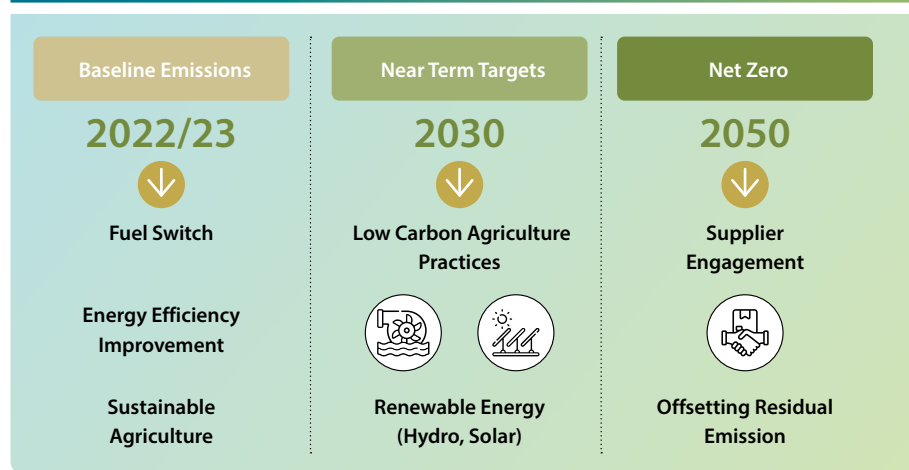 Baseline Emissions
2022/23
Fuel Switch
Energy Efficiency
Improvement
Sustainable
Agriculture
Near Term Targets
2030
Low Carbon Agriculture
Practices
Renewable Energy
(Hydro, Solar)
Net Zero
2050
Supplier
Engagement
Offsetting Residual
Emission